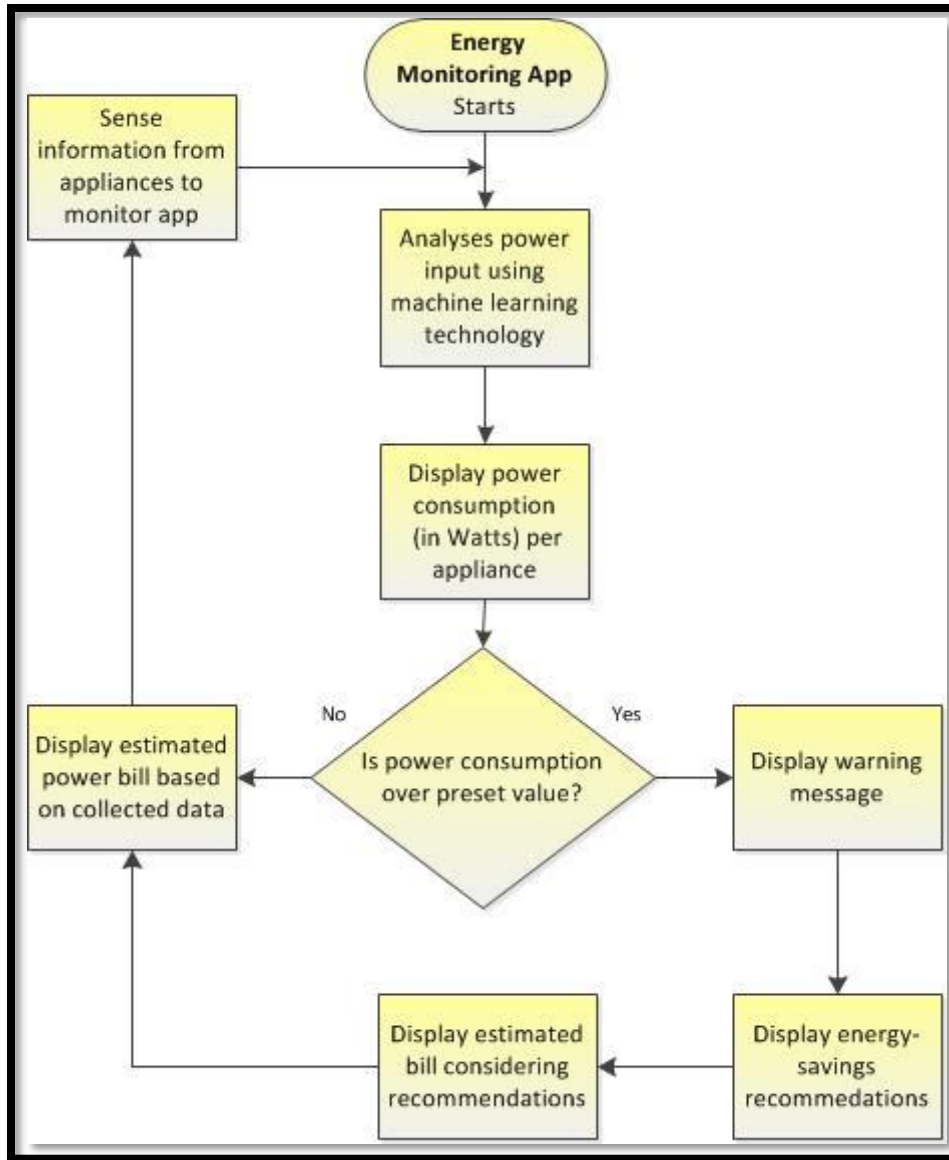 Energy
Monitoring App
Starts
Sense
information from
appliances to
monitor app
Analyses power
input using
machine learning
technology
Display power
consumption
(in Watts) per
appliance
No
Yes
Is power consumption
over preset value?
Display estimated
power bill based
on collected data
Display warning
message
Display estimated
bill considering
recommendations
Display energy-
savings
recommedations